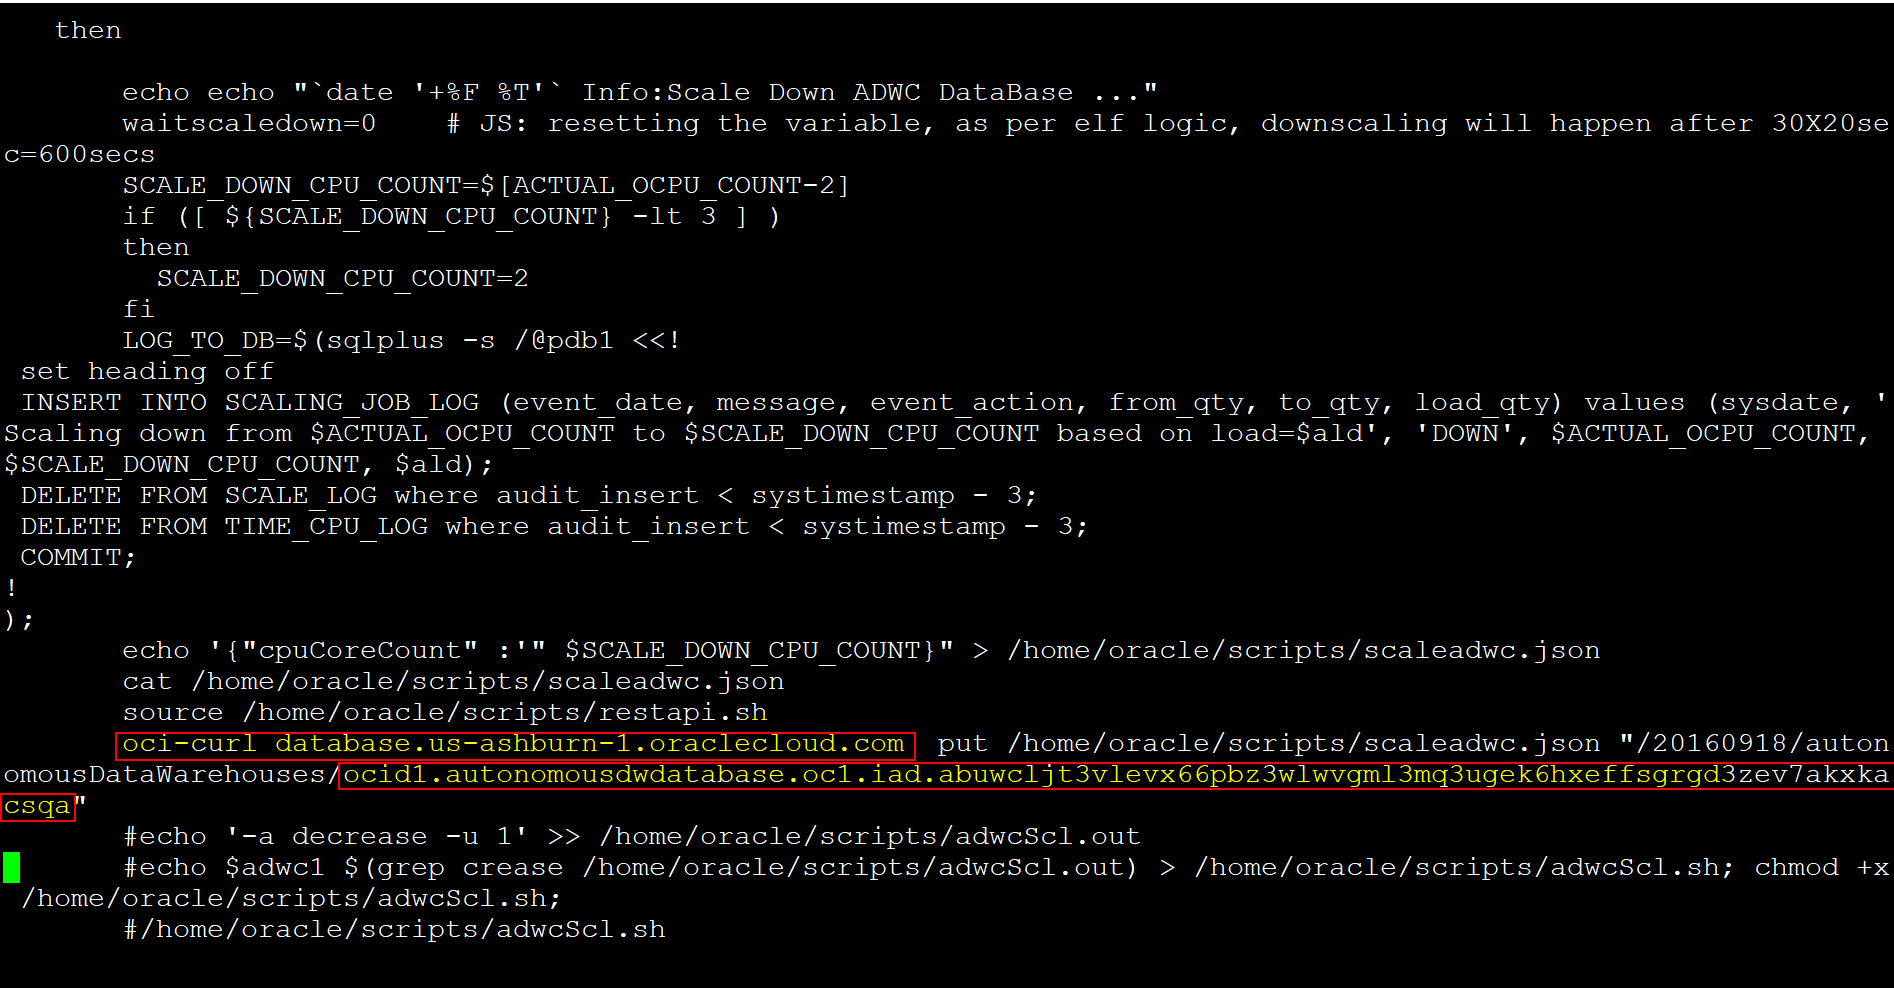 then
echo echo "`date '+%F %T'` Info:Scale Down ADWC DataBase ..."
waitscaledown=0    # JS: resetting the variable, as per elf logic, downscaling will happen after 30X20se
c=600secs
SCALE_DOWN_CPU_COUNT=$[ACTUAL_OCPU_COUNT-2]
if ([ ${SCALE_DOWN_CPU_COUNT} -lt 3 ] )
then
SCALE_DOWN_CPU_COUNT=2
fi
LOG_TO_DB=$(sqlplus -s /@pdb1 <<!
set heading off
INSERT INTO SCALING_JOB_LOG (event_date, message, event_action, from_qty, to_qty, load_qty) values (sysdate, '
Scaling down from $ACTUAL_OCPU_COUNT to $SCALE_DOWN_CPU_COUNT based on load=$ald', 'DOWN', $ACTUAL_OCPU_COUNT,
$SCALE_DOWN_CPU_COUNT, $ald);
DELETE FROM SCALE_LOG where audit_insert < systimestamp - 3;
DELETE FROM TIME_CPU_LOG where audit_insert < systimestamp - 3;
COMMIT;
!
);
echo '{"cpuCoreCount" :'" $SCALE_DOWN_CPU_COUNT}" > /home/oracle/scripts/scaleadwc.json
cat /home/oracle/scripts/scaleadwc.json
source /home/oracle/scripts/restapi.sh
oci-curl database.us-ashburn-1.oraclecloud.com  put /home/oracle/scripts/scaleadwc.json "/20160918/auton
omousDataWarehouses/ocid1.autonomousdwdatabase.oc1.iad.abuwcljt3vlevx66pbz3wlwvgml3mq3ugek6hxeffsgrgd3zev7akxka
csqa"
#echo '-a decrease -u 1' >> /home/oracle/scripts/adwcScl.out
#echo $adwc1 $(grep crease /home/oracle/scripts/adwcScl.out) > /home/oracle/scripts/adwcScl.sh; chmod +x
/home/oracle/scripts/adwcScl.sh;
#/home/oracle/scripts/adwcScl.sh